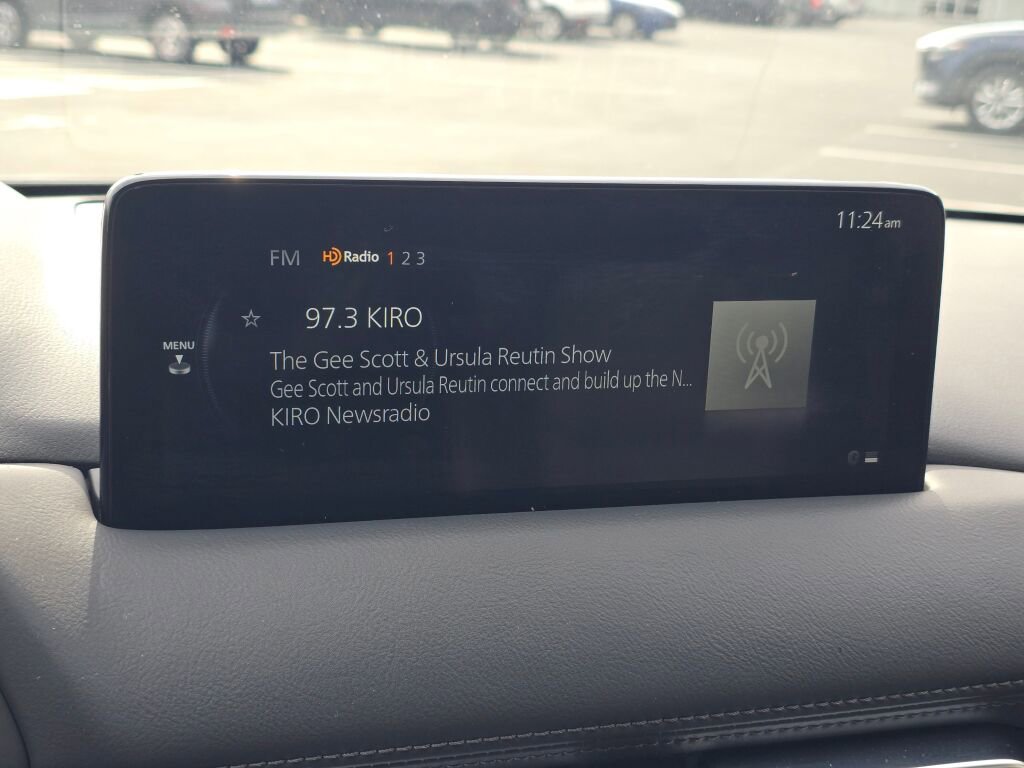 11:24am
FM HD Radio 1 2 3
97.3 KIRO
MENU
The Gee Scott & Ursula Reutin Show
Gee Scott and Ursula Reutin connect and build up the N...
KIRO Newsradio